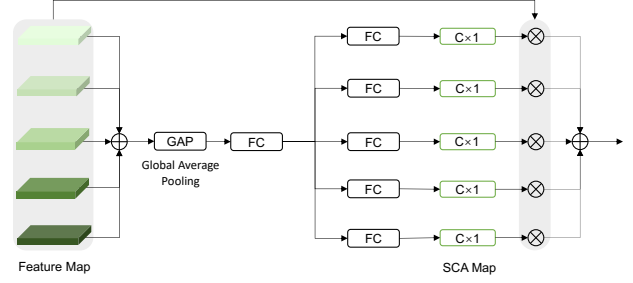 FC
C×1
FC
C×1
GAP
FC
FC
C×1
Global Average
Pooling
FC
C×1
FC
C×1
Feature Map
SCA Map